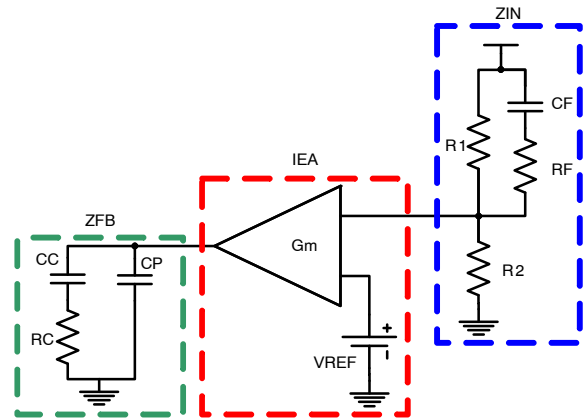 ZIN
CF
R1
RF
IEA
ZFB
Gm
CC
CP
R2
RC
+
VREF
-